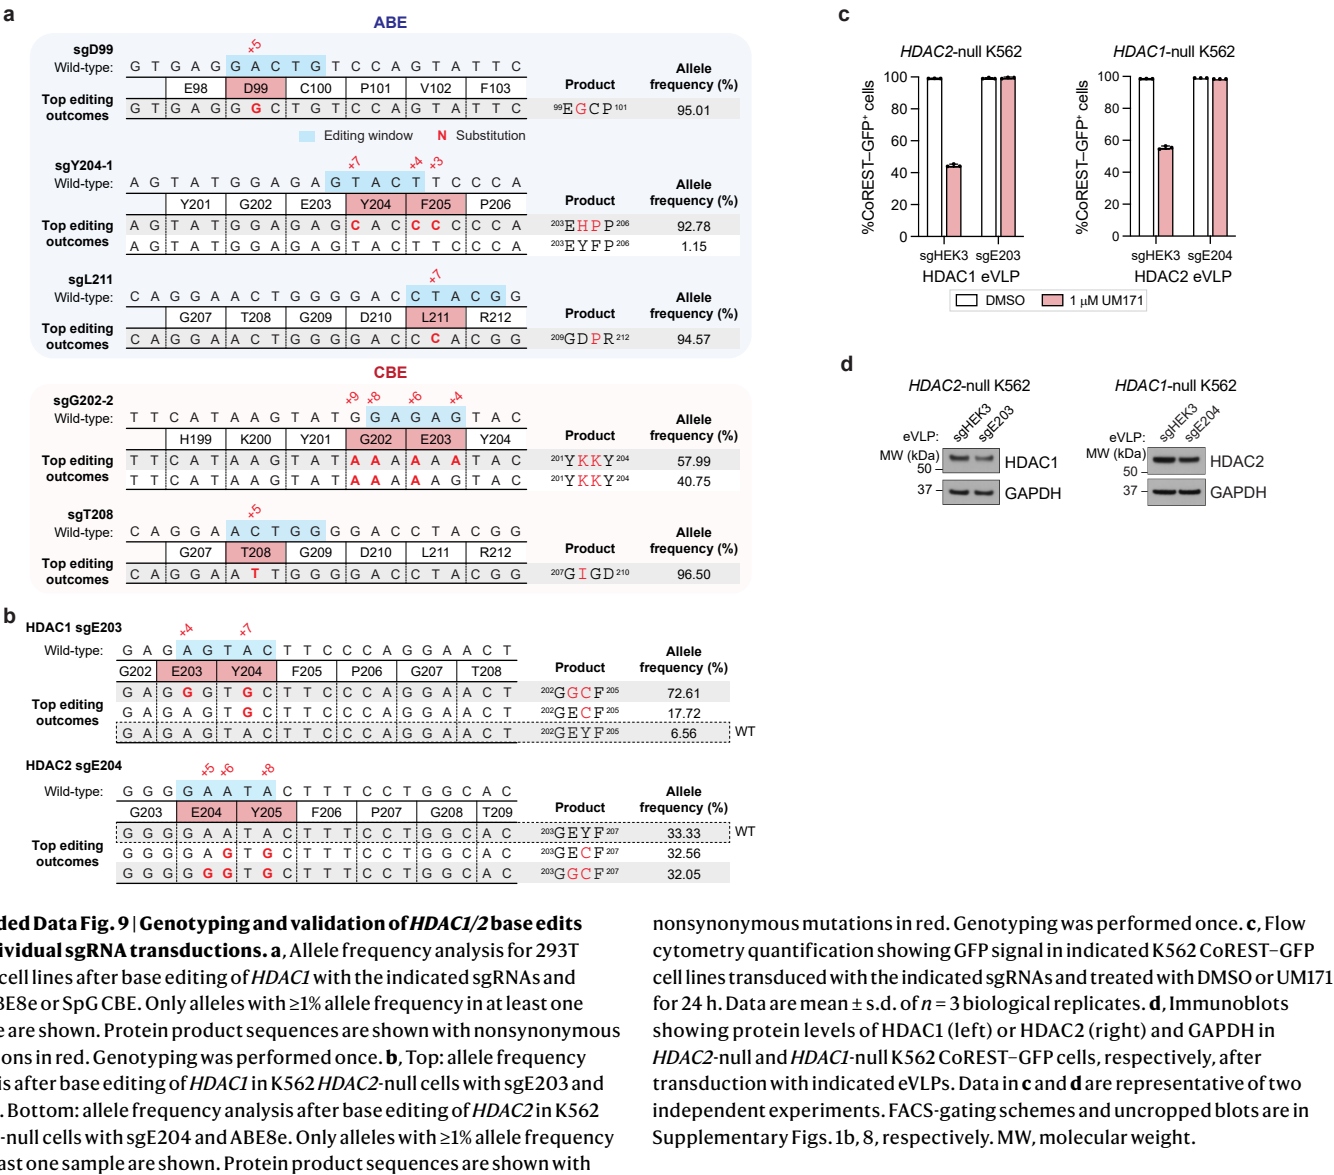 a
ABE
sgD99
+5
Wild-type: G T G A G G A C T G T C C A G T A T T C
E98 D99 C100 P101 V102 F103
Product
Allele frequency (%)
Top editing outcomes
G T G A G G G C T G T C C A G T A T T C
99EGCP101 95.01
Editing window N Substitution
sgY204-1
+7 +4 +3
Wild-type: A G T A T G G A G A G T A C T T C C C A
Y201 G202 E203 Y204 F205 P206
Product
Allele frequency (%)
Top editing outcomes
A G T A T G G A G A G C A C C C C C C A
203EHPP206 92.78
A G T A T G G A G A G T A C T T C C C A
203EYFP206 1.15
sgL211
+7
Wild-type: C A G G A A C T G G G G A C C T A C G G
G207 T208 G209 D210 L211 R212
Product
Allele frequency (%)
Top editing outcomes
C A G G A A C T G G G G A C C C A C G G
209GDPR212 94.57
CBE
sgG202-2
+9 +8 +6 +4
Wild-type: T T C A T A A G T A T G G A G A G T A C
H199 K200 Y201 G202 E203 Y204
Product
Allele frequency (%)
Top editing outcomes
T T C A T A A G T A T A A A A A A T A C
201YKKY204 57.99
T T C A T A A G T A T A A A A A G T A C
201YKKY204 40.75
sgT208
+5
Wild-type: C A G G A A C T G G G G A C C T A C G G
G207 T208 G209 D210 L211 R212
Product
Allele frequency (%)
Top editing outcomes
C A G G A A T T G G G G A C C T A C G G
207GIGD210 96.50
b
HDAC1 sgE203
+4 +7
Wild-type: G A G A G T A C T T C C C A G G A A C T
G202 E203 Y204 F205 P206 G207 T208
Product
Allele frequency (%)
Top editing outcomes
G A G G G T G C T T C C C A G G A A C T
202GGCF205 72.61
G A G A G T G C T T C C C A G G A A C T
202GECF205 17.72
G A G A G T A C T T C C C A G G A A C T
202GEYF205 6.56 WT
HDAC2 sgE204
+5 +6 +8
Wild-type: G G G G A A T A C T T T C C T G G C A C
G203 E204 Y205 F206 P207 G208 T209
Product
Allele frequency (%)
Top editing outcomes
G G G G A A T A C T T T C C T G G C A C
203GEYF207 33.33 WT
G G G G A G T G C T T T C C T G G C A C
203GECF207 32.56
G G G G G G T G C T T T C C T G G C A C
203GGCF207 32.05
c
HDAC2-null K562
%CoREST–GFP+ cells
100
80
60
40
20
0
sgHEK3 sgE203
HDAC1 eVLP
HDAC1-null K562
%CoREST–GFP+ cells
100
80
60
40
20
0
sgHEK3 sgE204
HDAC2 eVLP
DMSO 1 μM UM171
d
HDAC2-null K562
eVLP: sgHEK3 sgE203
MW (kDa)
50
HDAC1
37
GAPDH
HDAC1-null K562
eVLP: sgHEK3 sgE204
MW (kDa)
50
HDAC2
37
GAPDH
ded Data Fig. 9 | Genotyping and validation of HDAC1/2 base edits
ividual sgRNA transductions. a, Allele frequency analysis for 293T
cell lines after base editing of HDAC1 with the indicated sgRNAs and
BE8e or SpG CBE. Only alleles with ≥1% allele frequency in at least one
e are shown. Protein product sequences are shown with nonsynonymous
ions in red. Genotyping was performed once. b, Top: allele frequency
is after base editing of HDAC1 in K562 HDAC2-null cells with sgE203 and
. Bottom: allele frequency analysis after base editing of HDAC2 in K562
-null cells with sgE204 and ABE8e. Only alleles with ≥1% allele frequency
ast one sample are shown. Protein product sequences are shown with
nonsynonymous mutations in red. Genotyping was performed once. c, Flow
cytometry quantification showing GFP signal in indicated K562 CoREST–GFP
cell lines transduced with the indicated sgRNAs and treated with DMSO or UM171
for 24 h. Data are mean ± s.d. of n = 3 biological replicates. d, Immunoblots
showing protein levels of HDAC1 (left) or HDAC2 (right) and GAPDH in
HDAC2-null and HDAC1-null K562 CoREST–GFP cells, respectively, after
transduction with indicated eVLPs. Data in c and d are representative of two
independent experiments. FACS-gating schemes and uncropped blots are in
Supplementary Figs. 1b, 8, respectively. MW, molecular weight.